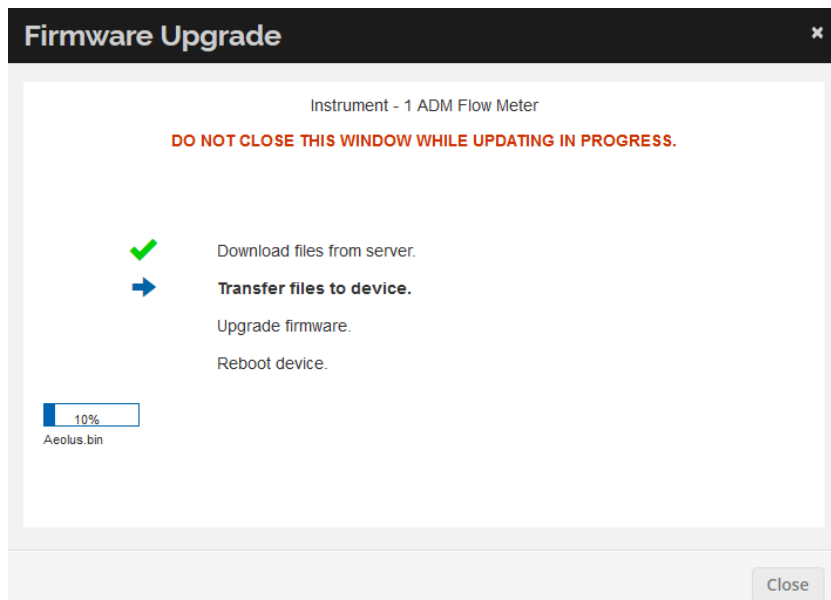 Firmware Upgrade
Instrument - 1 ADM Flow Meter
DO NOT CLOSE THIS WINDOW WHILE UPDATING IN PROGRESS.
Download files from server.
Transfer files to device.
Upgrade firmware.
Reboot device.
10%
Aeolus.bin
Close